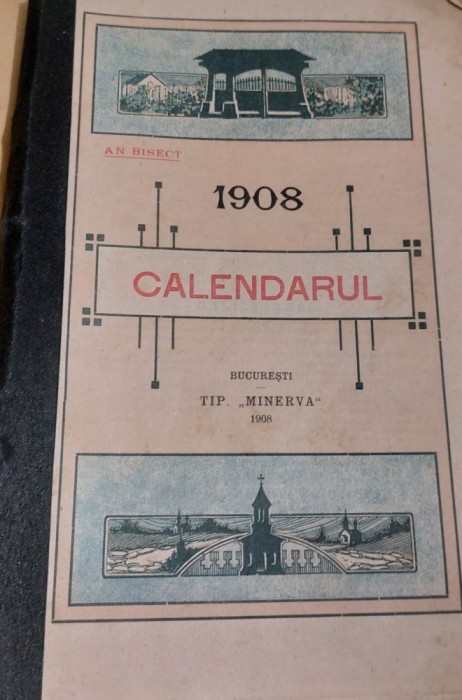 AN BISECT
1908
CALENDARUL
BUCUREȘTI
TIP. „MINERVA“
1908